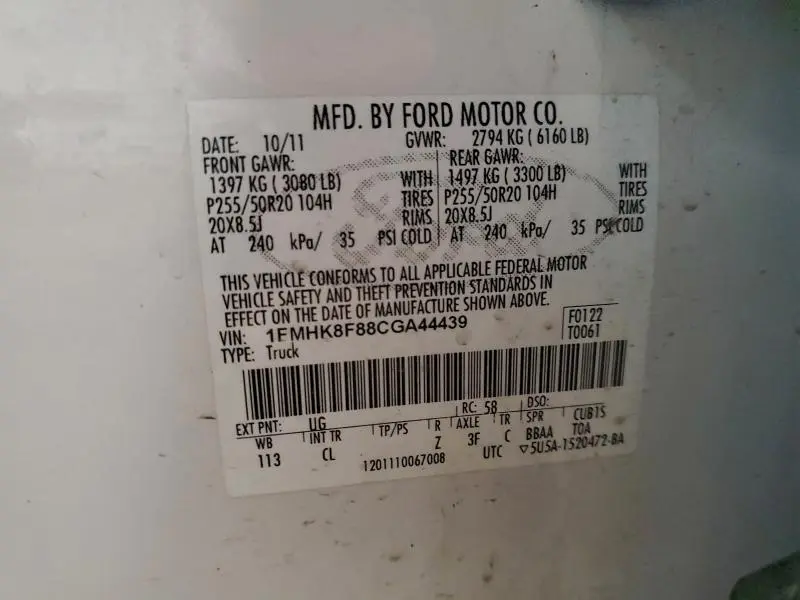 MFD. BY FORD MOTOR CO.
DATE: 10/11 GVWR: 2794 KG ( 6160 LB)
FRONT GAWR: REAR GAWR:
1397 KG ( 3080 LB) WITH 1497 KG ( 3300 LB) WITH
P255/50R20 104H TIRES P255/50R20 104H TIRES
20X8.5J RIMS 20X8.5J RIMS
AT 240 kPa/ 35 PSI COLD AT 240 kPa/ 35 PSI COLD
THIS VEHICLE CONFORMS TO ALL APPLICABLE FEDERAL MOTOR
VEHICLE SAFETY AND THEFT PREVENTION STANDARDS IN
EFFECT ON THE DATE OF MANUFACTURE SHOWN ABOVE.
VIN: 1FMHK8F88CGA44439 F0122
TYPE: Truck T0061
EXT PNT: UG RC: 58 DSO:
WB INT TR TP/PS R AXLE TR SPR CUB1S
113 CL Z 3F C BBAA TOA
1201110067008 UTC ▽5U5A-1520472-BA